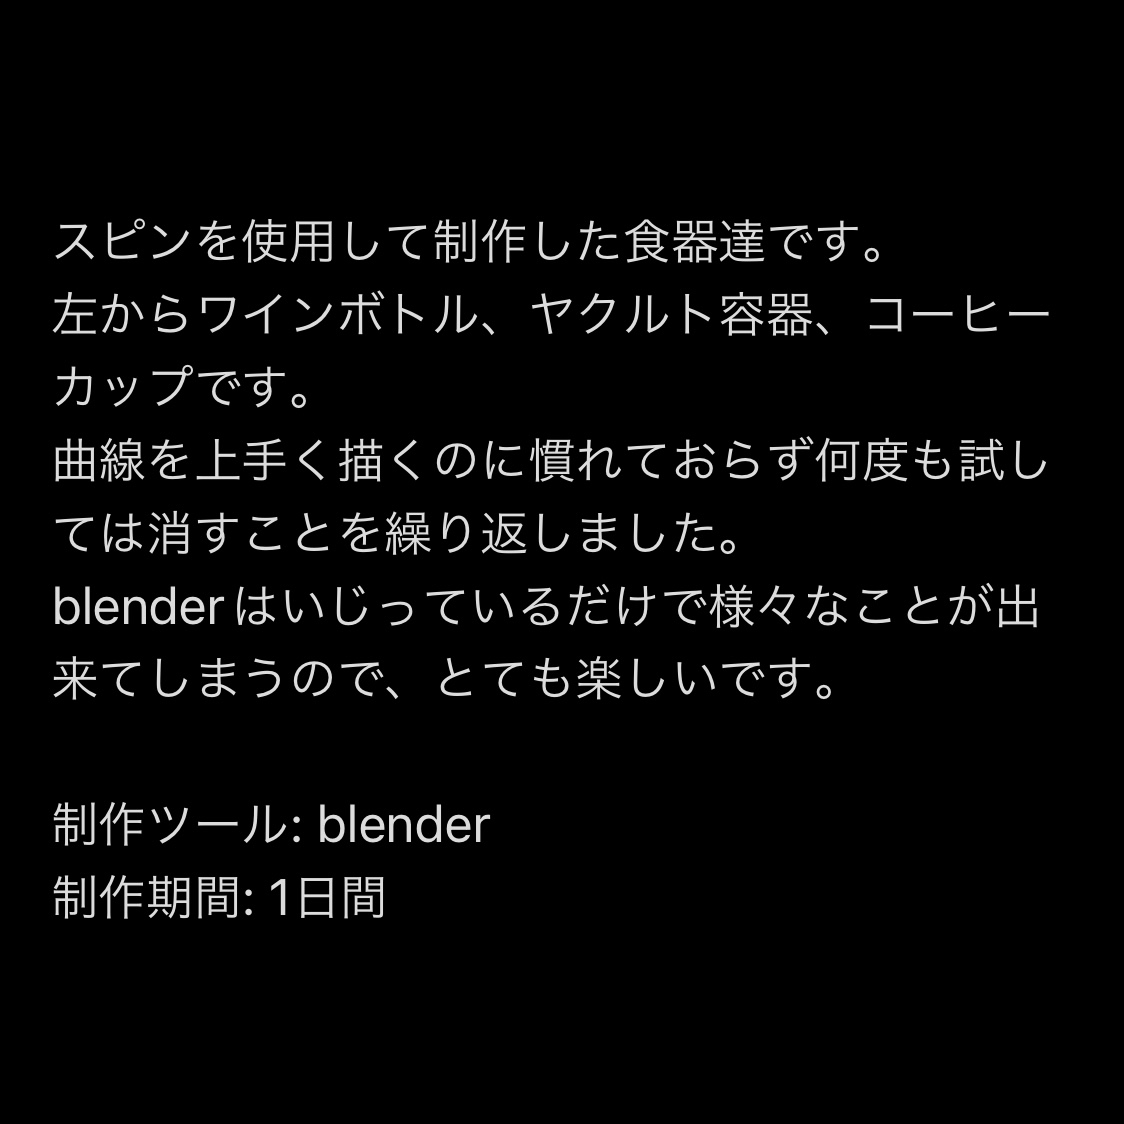 スピンを使用して制作した食器達です。
左からワインボトル、ヤクルト容器、コーヒー
カップです。
曲線を上手く描くのに慣れておらず何度も試し
ては消すことを繰り返しました。
blenderはいじっているだけで様々なことが出
来てしまうので、とても楽しいです。
制作ツール: blender
制作期間: 1日間